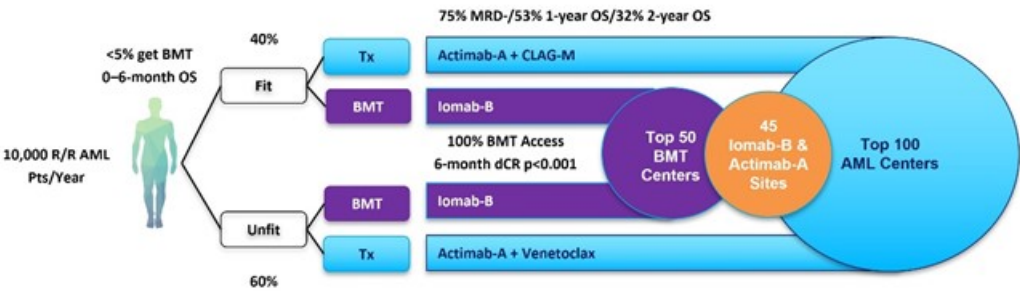 75% MRD-/53% 1-year OS/32% 2-year OS
<5% get BMT
0–6-month OS
40%
Tx
Actimab-A + CLAG-M
Fit
BMT
Iomab-B
10,000 R/R AML
Pts/Year
100% BMT Access
6-month dCR p<0.001
Top 50
BMT
Centers
45
Iomab-B &
Actimab-A
Sites
Top 100
AML Centers
BMT
Iomab-B
Unfit
Tx
Actimab-A + Venetoclax
60%